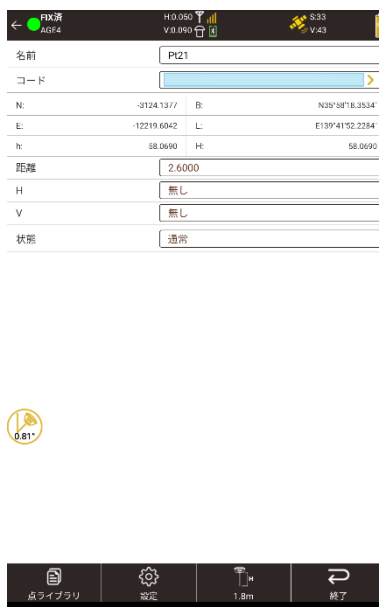 FIX済 H:0.050 S:33
AGE4 V:0.090 V:43
名前 Pt21
コード
N: -3124.1377 B: N35°58'18.3534"
E: -12219.6042 L: E139°41'52.2284"
h: 58.0690 H: 58.0690
距離 2.6000
H 無し
V 無し
状態 通常
0.81°
H
点ライブラリ 設定 1.8m 終了